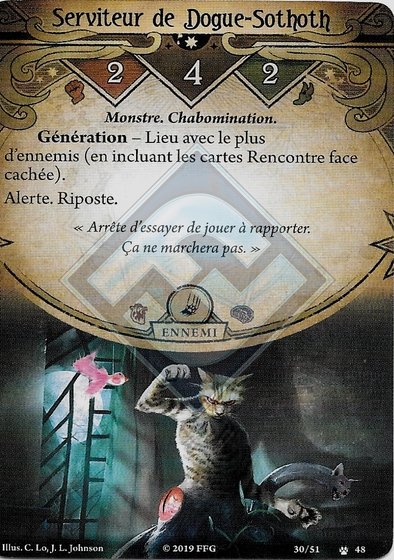 Serviteur de Dogue-Sothoth
2 4 2
Monstre. Chabomination.
Génération – Lieu avec le plus
d'ennemis (en incluant les cartes Rencontre face
cachée).
Alerte. Riposte.
« Arrête d'essayer de jouer à rapporter.
Ça ne marchera pas. »
ENNEMI
Illus. C. Lo, J. L. Johnson © 2019 FFG 30/51 48